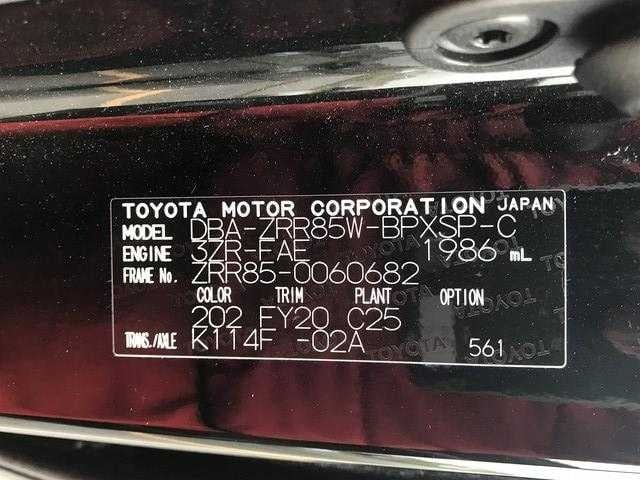 TOYOTA MOTOR CORPORATION JAPAN
MODEL DBA-ZRR85W-BPXSP-C
ENGINE 3ZR-FAE 1986 mL
FRAME No. ZRR85-0060682
COLOR TRIM PLANT OPTION
202 FY20 C25
TRANS./AXLE K114F -02A 561